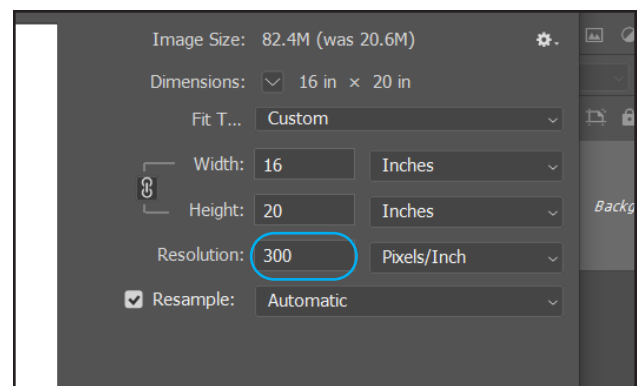 Image Size: 82.4M (was 20.6M)
Dimensions: 16 in × 20 in
Fit T... Custom
Width: 16 Inches
Height: 20 Inches
Backg
Resolution: 300 Pixels/Inch
Resample: Automatic